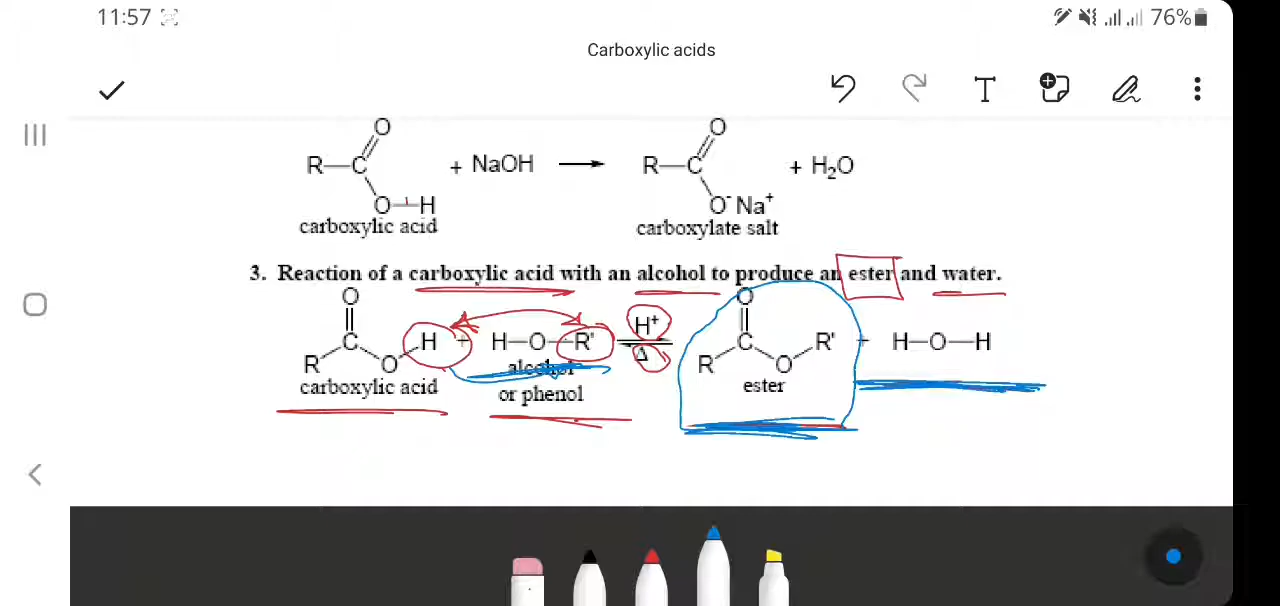 11:57 76%
Carboxylic acids
T
O O
R—C + NaOH ⟶ R—C + H₂O
O—H O⁻ Na⁺
carboxylic acid carboxylate salt
3. Reaction of a carboxylic acid with an alcohol to produce an ester and water.
O H⁺ O
C H + H—O—R' Δ C R' + H—O—H
R O R O
carboxylic acid alcohol ester
or phenol